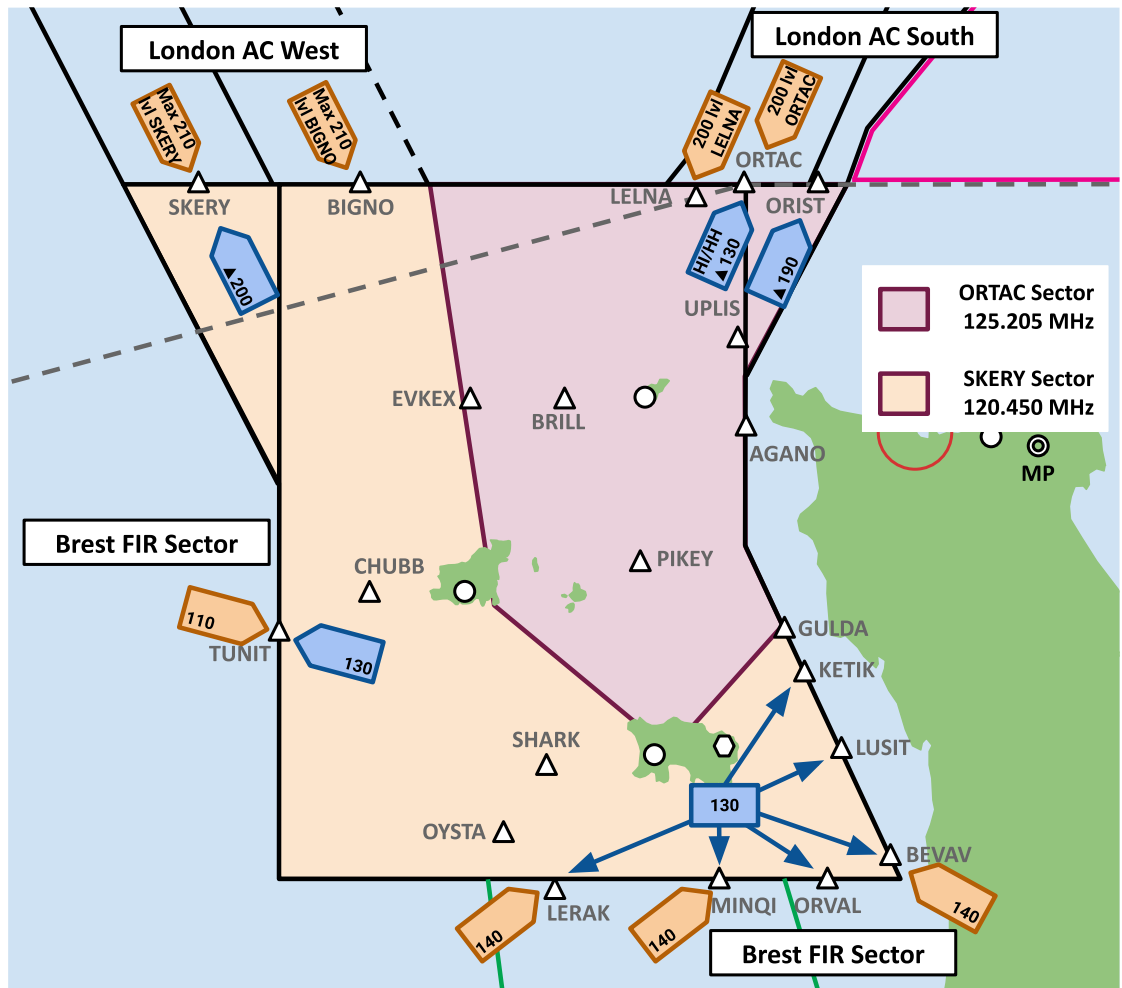 London AC West
London AC South
Max 210
lvl SKERY
Max 210
lvl BIGNO
200 lvl
LELNA
200 lvl
ORTAC
ORTAC
SKERY
BIGNO
LELNA
ORIST
▲200
HI/HH
▲130
▲190
UPLIS
ORTAC Sector
125.205 MHz
SKERY Sector
120.450 MHz
EVKEX
BRILL
AGANO
MP
Brest FIR Sector
CHUBB
PIKEY
110
TUNIT
130
GULDA
KETIK
SHARK
LUSIT
130
OYSTA
BEVAV
LERAK
MINQI
ORVAL
140
140
140
Brest FIR Sector